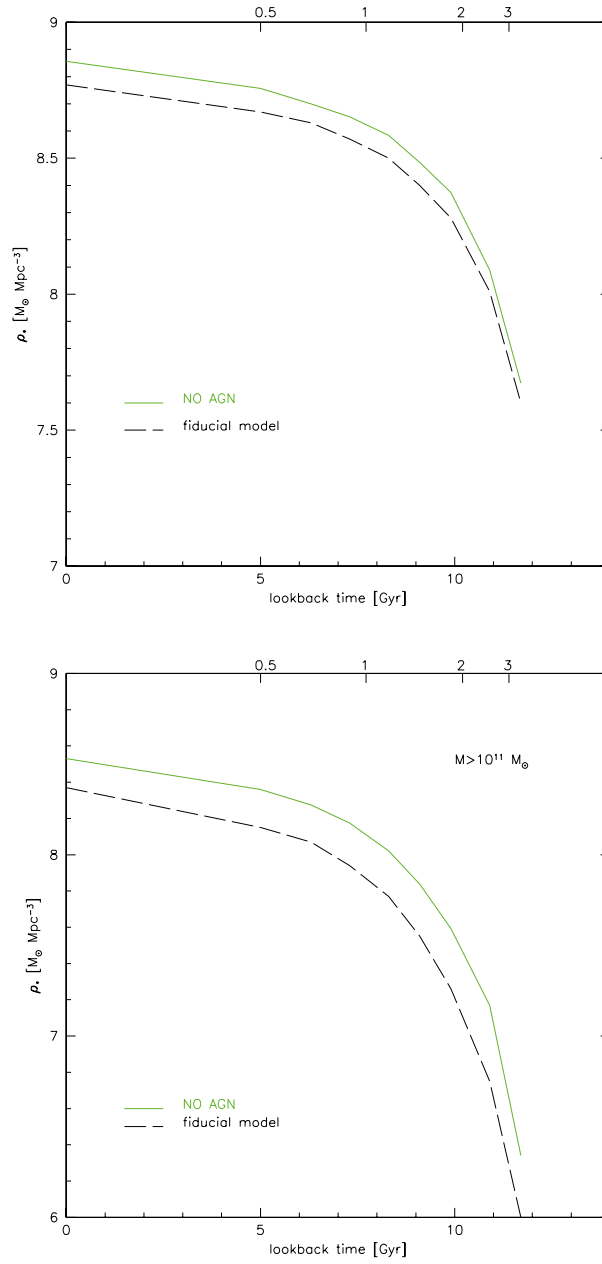 0.5 1 2 3
9
8.5
8
7.5
7
ρ* [M⊙ Mpc⁻³]
NO AGN
fiducial model
0 5 10
lookback time [Gyr]
0.5 1 2 3
9
8
7
6
ρ* [M⊙ Mpc⁻³]
M>10¹¹ M⊙
NO AGN
fiducial model
0 5 10
lookback time [Gyr]